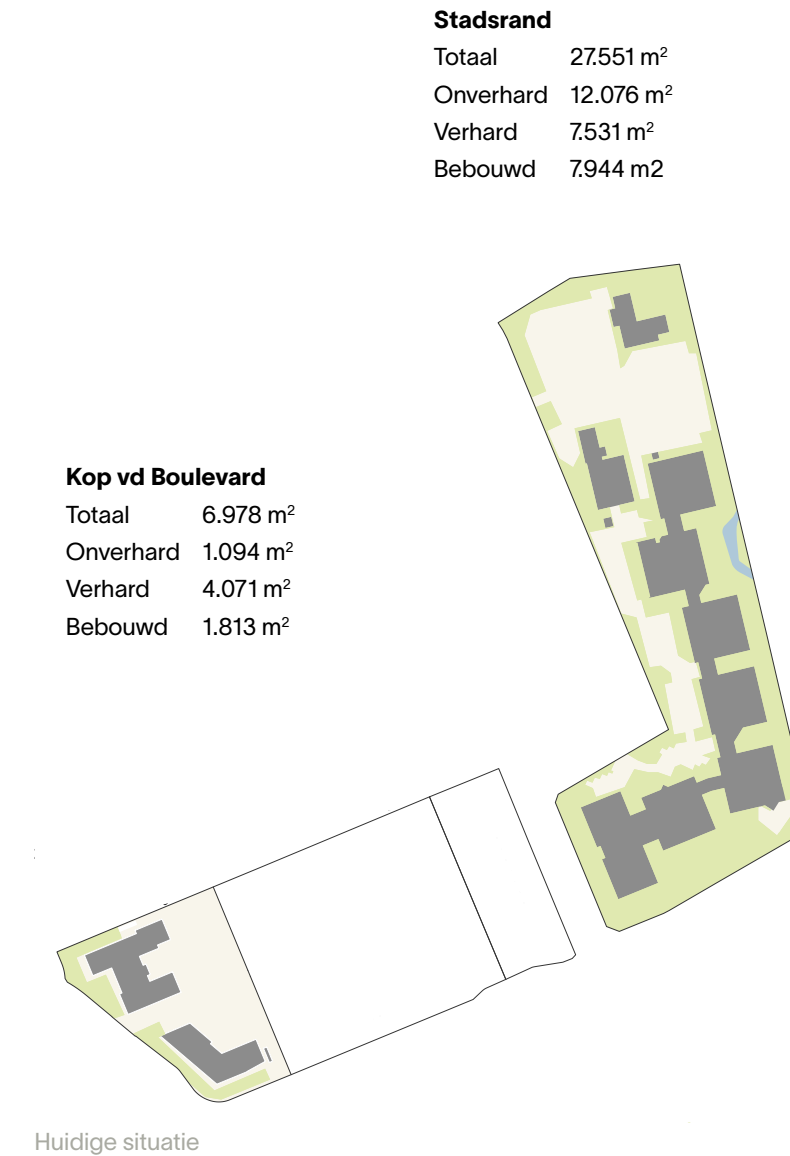 Stadsrand
Totaal 27.551 m²
Onverhard 12.076 m²
Verhard 7.531 m²
Bebouwd 7.944 m2
Kop vd Boulevard
Totaal 6.978 m²
Onverhard 1.094 m²
Verhard 4.071 m²
Bebouwd 1.813 m²
Huidige situatie